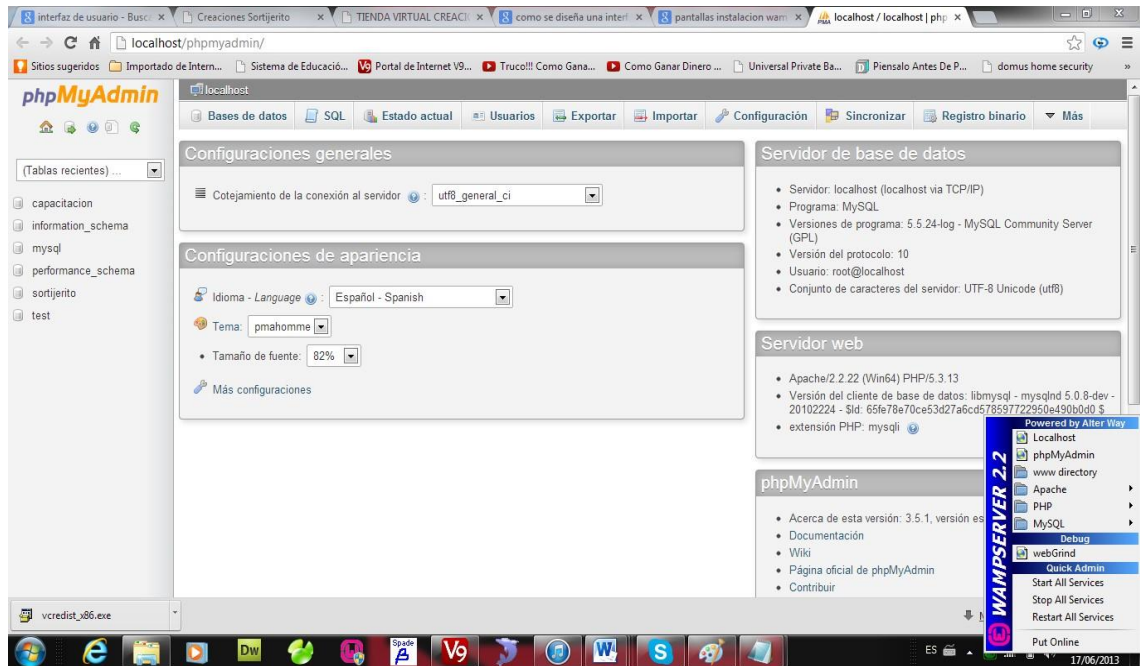 interfaz de usuario - Busc
Creaciones Sortijerito
TIENDA VIRTUAL CREACI
como se diseña una interf
pantallas instalacion wam
localhost / localhost | php
localhost/phpmyadmin/
Sitios sugeridos
Importado de Intern...
Sistema de Educació...
Portal de Internet V9...
Truco!!! Como Gana...
Como Ganar Dinero ...
Universal Private Ba...
Piensalo Antes De P...
domus home security
»
phpMyAdmin
(Tablas recientes) ...
capacitacion
information_schema
mysql
performance_schema
sortijerito
test
localhost
Bases de datos
SQL
Estado actual
Usuarios
Exportar
Importar
Configuración
Sincronizar
Registro binario
Más
Configuraciones generales
Cotejamiento de la conexión al servidor : utf8_general_ci
Configuraciones de apariencia
Idioma - Language : Español - Spanish
Tema: pmahomme
• Tamaño de fuente: 82%
Más configuraciones
Servidor de base de datos
• Servidor: localhost (localhost via TCP/IP)
• Programa: MySQL
• Versiones de programa: 5.5.24-log - MySQL Community Server
(GPL)
• Versión del protocolo: 10
• Usuario: root@localhost
• Conjunto de caracteres del servidor: UTF-8 Unicode (utf8)
Servidor web
• Apache/2.2.22 (Win64) PHP/5.3.13
• Versión del cliente de base de datos: libmysql - mysqlnd 5.0.8-dev -
20102224 - $Id: 65fe78e70ce53d27a6cd578597722950e490b0d0 $
• extensión PHP: mysqli
phpMyAdmin
• Acerca de esta versión: 3.5.1, versión es
• Documentación
• Wiki
• Página oficial de phpMyAdmin
• Contribuir
WAMPSERVER 2.2
Powered by Alter Way
Localhost
phpMyAdmin
www directory
Apache
PHP
MySQL
Debug
webGrind
Quick Admin
Start All Services
Stop All Services
Restart All Services
Put Online
vcredist_x86.exe
Dw
Spade
V9
W
S
ES
17/06/2013